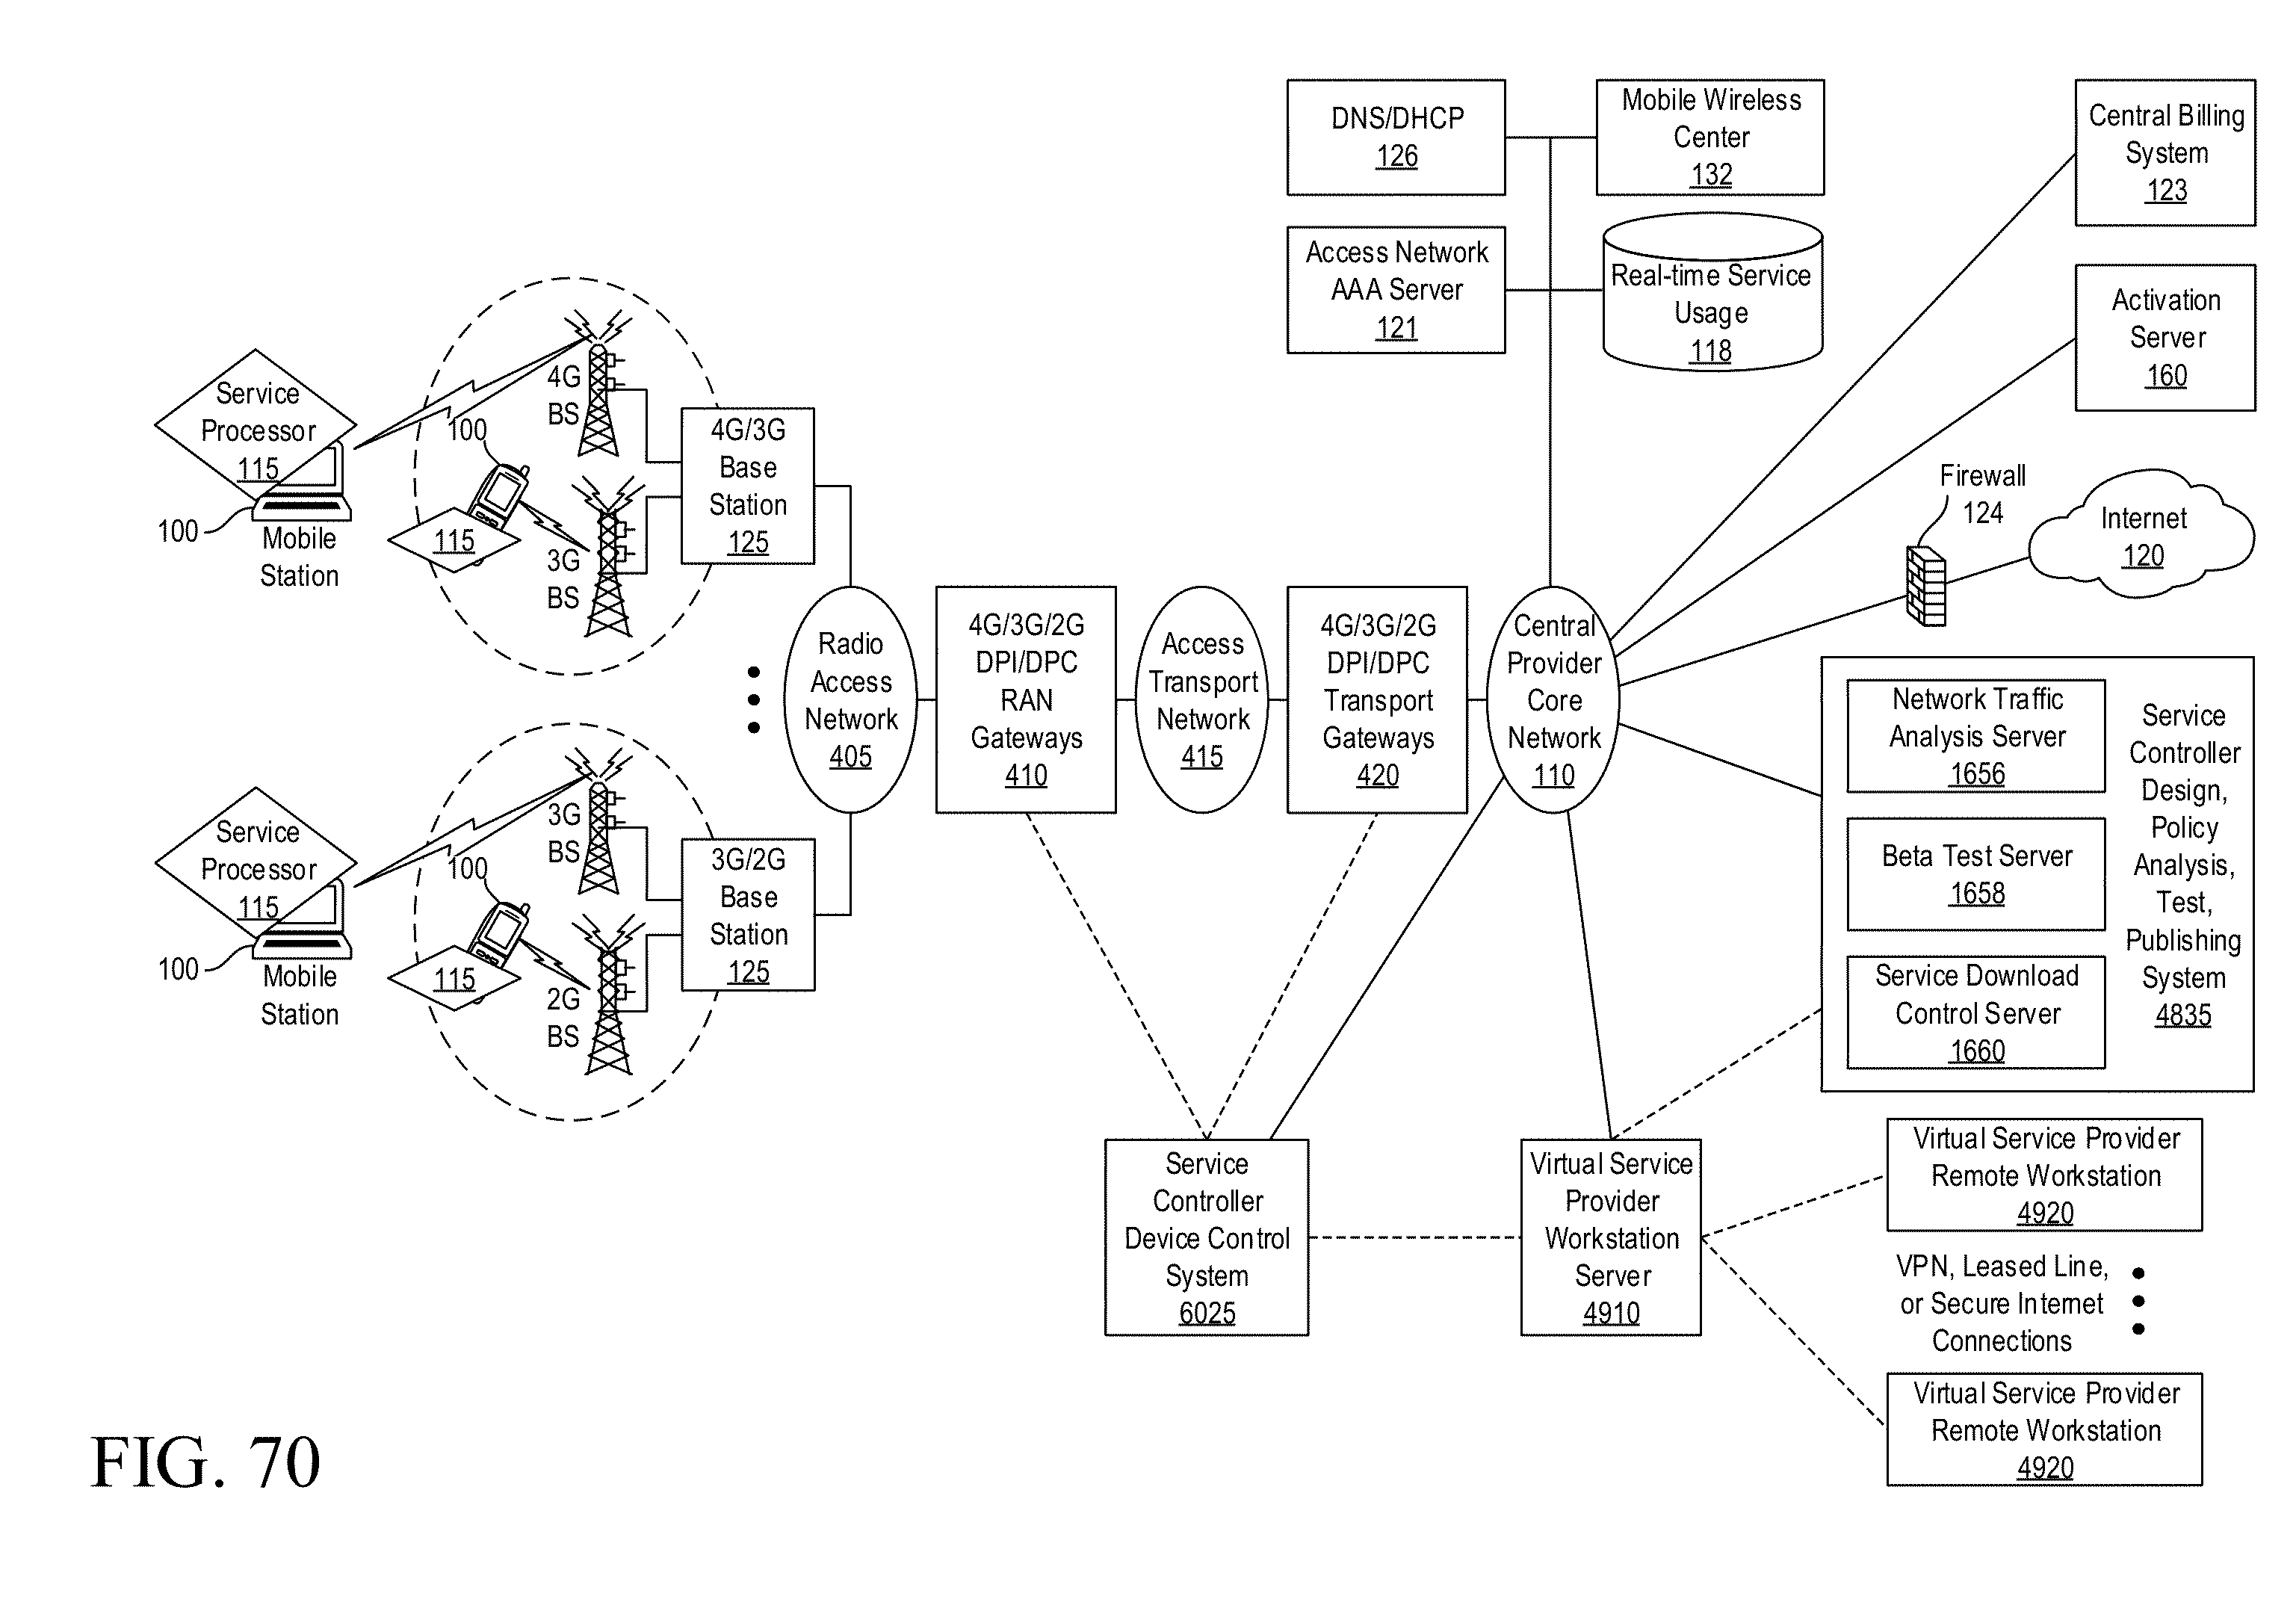 DNS/DHCP
126
Mobile Wireless
Center
132
Central Billing
System
123
Access Network
AAA Server
121
Real-time Service
Usage
118
Activation
Server
160
Firewall
124
Internet
120
Service
Processor
115
100
Mobile
Station
4G
BS
100
115
3G
BS
4G/3G
Base
Station
125
Service
Processor
115
100
Mobile
Station
3G
BS
100
115
2G
BS
3G/2G
Base
Station
125
Radio
Access
Network
405
4G/3G/2G
DPI/DPC
RAN
Gateways
410
Access
Transport
Network
415
4G/3G/2G
DPI/DPC
Transport
Gateways
420
Central
Provider
Core
Network
110
Network Traffic
Analysis Server
1656
Beta Test Server
1658
Service Download
Control Server
1660
Service
Controller
Design,
Policy
Analysis,
Test,
Publishing
System
4835
Service
Controller
Device Control
System
6025
Virtual Service
Provider
Workstation
Server
4910
Virtual Service Provider
Remote Workstation
4920
VPN, Leased Line,
or Secure Internet
Connections
Virtual Service Provider
Remote Workstation
4920
FIG. 70